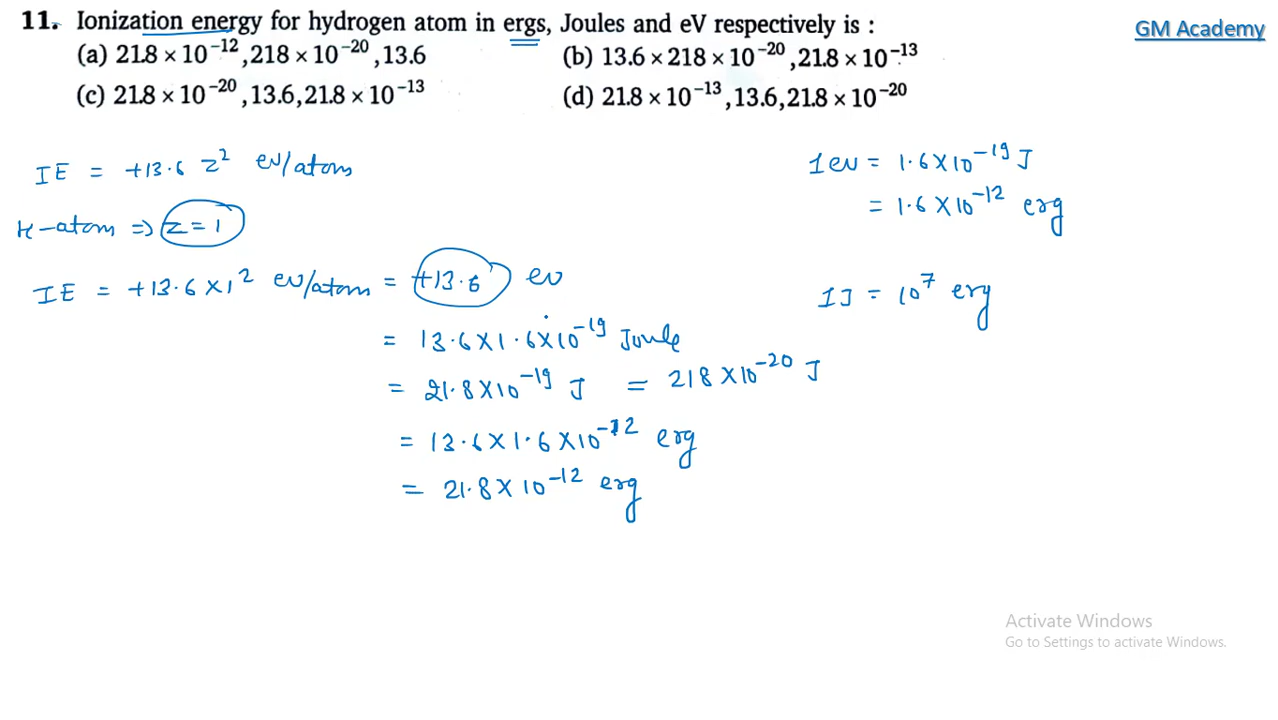 11. Ionization energy for hydrogen atom in ergs, Joules and eV respectively is :
GM Academy
(a) 21.8 × 10⁻¹², 218 × 10⁻²⁰, 13.6
(b) 13.6 × 218 × 10⁻²⁰, 21.8 × 10⁻¹³
(c) 21.8 × 10⁻²⁰, 13.6, 21.8 × 10⁻¹³
(d) 21.8 × 10⁻¹³, 13.6, 21.8 × 10⁻²⁰
IE = +13.6 Z² ev/atom
H-atom ⇒ Z = 1
IE = +13.6 × 1² ev/atom = +13.6 ev
= 13.6 × 1.6 × 10⁻¹⁹ Joule
= 21.8 × 10⁻¹⁹ J = 218 × 10⁻²⁰ J
= 13.6 × 1.6 × 10⁻¹² erg
= 21.8 × 10⁻¹² erg
1 ev = 1.6 × 10⁻¹⁹ J
= 1.6 × 10⁻¹² erg
1J = 10⁷ erg
Activate Windows
Go to Settings to activate Windows.